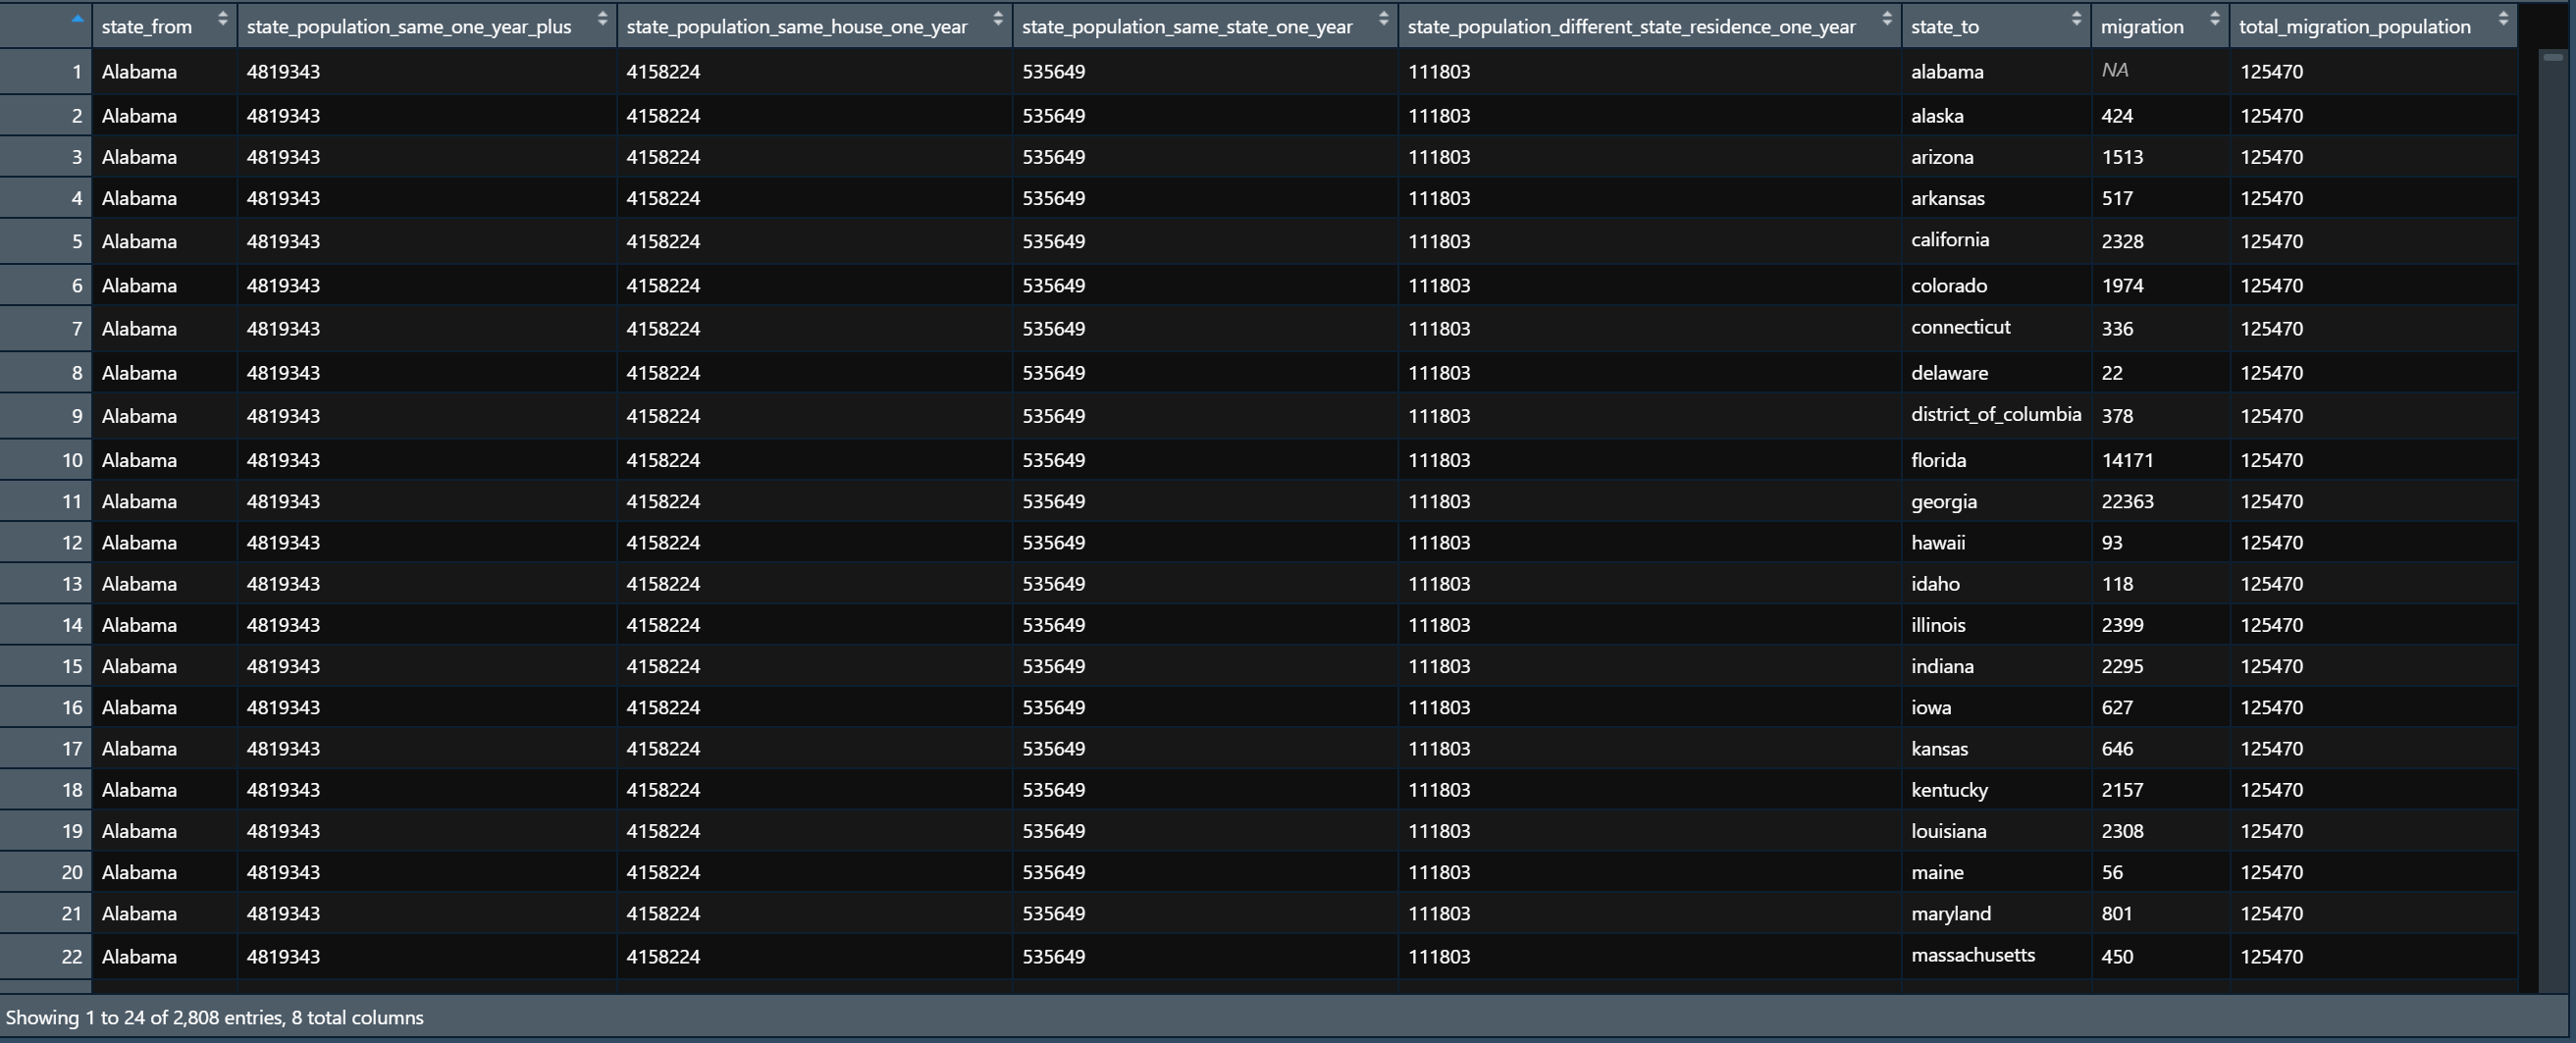 state_from state_population_same_one_year_plus state_population_same_house_one_year state_population_same_state_one_year state_population_different_state_residence_one_year state_to migration total_migration_population
1 Alabama 4819343 4158224 535649 111803 alabama NA 125470
2 Alabama 4819343 4158224 535649 111803 alaska 424 125470
3 Alabama 4819343 4158224 535649 111803 arizona 1513 125470
4 Alabama 4819343 4158224 535649 111803 arkansas 517 125470
5 Alabama 4819343 4158224 535649 111803 california 2328 125470
6 Alabama 4819343 4158224 535649 111803 colorado 1974 125470
7 Alabama 4819343 4158224 535649 111803 connecticut 336 125470
8 Alabama 4819343 4158224 535649 111803 delaware 22 125470
9 Alabama 4819343 4158224 535649 111803 district_of_columbia 378 125470
10 Alabama 4819343 4158224 535649 111803 florida 14171 125470
11 Alabama 4819343 4158224 535649 111803 georgia 22363 125470
12 Alabama 4819343 4158224 535649 111803 hawaii 93 125470
13 Alabama 4819343 4158224 535649 111803 idaho 118 125470
14 Alabama 4819343 4158224 535649 111803 illinois 2399 125470
15 Alabama 4819343 4158224 535649 111803 indiana 2295 125470
16 Alabama 4819343 4158224 535649 111803 iowa 627 125470
17 Alabama 4819343 4158224 535649 111803 kansas 646 125470
18 Alabama 4819343 4158224 535649 111803 kentucky 2157 125470
19 Alabama 4819343 4158224 535649 111803 louisiana 2308 125470
20 Alabama 4819343 4158224 535649 111803 maine 56 125470
21 Alabama 4819343 4158224 535649 111803 maryland 801 125470
22 Alabama 4819343 4158224 535649 111803 massachusetts 450 125470
Showing 1 to 24 of 2,808 entries, 8 total columns